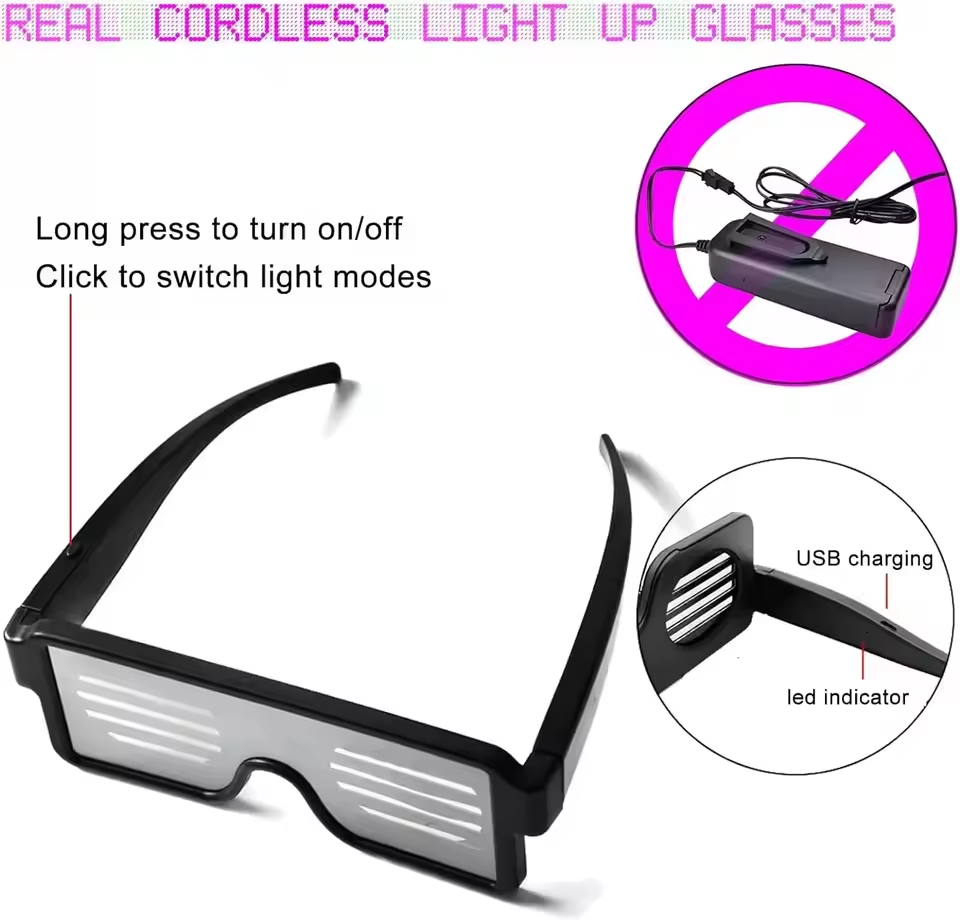 REAL CORDLESS LIGHT UP GLASSES
Long press to turn on/off
Click to switch light modes
USB charging
led indicator